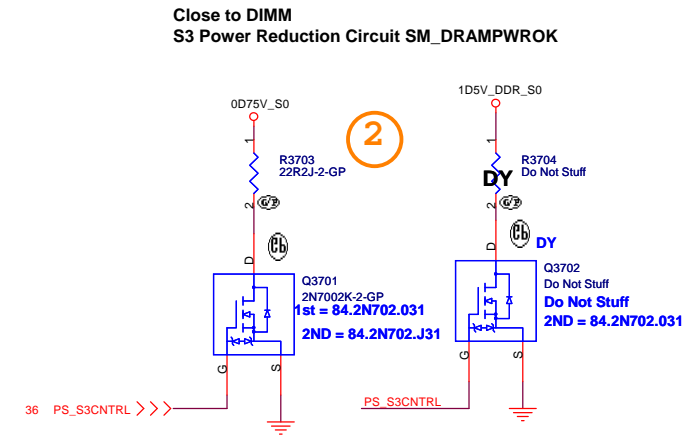 Close to DIMM
S3 Power Reduction Circuit SM_DRAMPWROK
0D75V_S0
1
R3703
22R2J-2-GP
2
G/P
Pb
D
Q3701
2N7002K-2-GP
1st = 84.2N702.031
2ND = 84.2N702.J31
G
S
36 PS_S3CNTRL
2
1D5V_DDR_S0
1
R3704
Do Not Stuff
DY
2
G/P
Pb
DY
D
Q3702
Do Not Stuff
Do Not Stuff
2ND = 84.2N702.031
G
S
PS_S3CNTRL